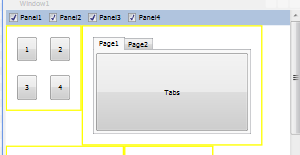 Window1
Panel1 Panel2 Panel3 Panel4
1 2
Page1 Page2
3 4
Tabs